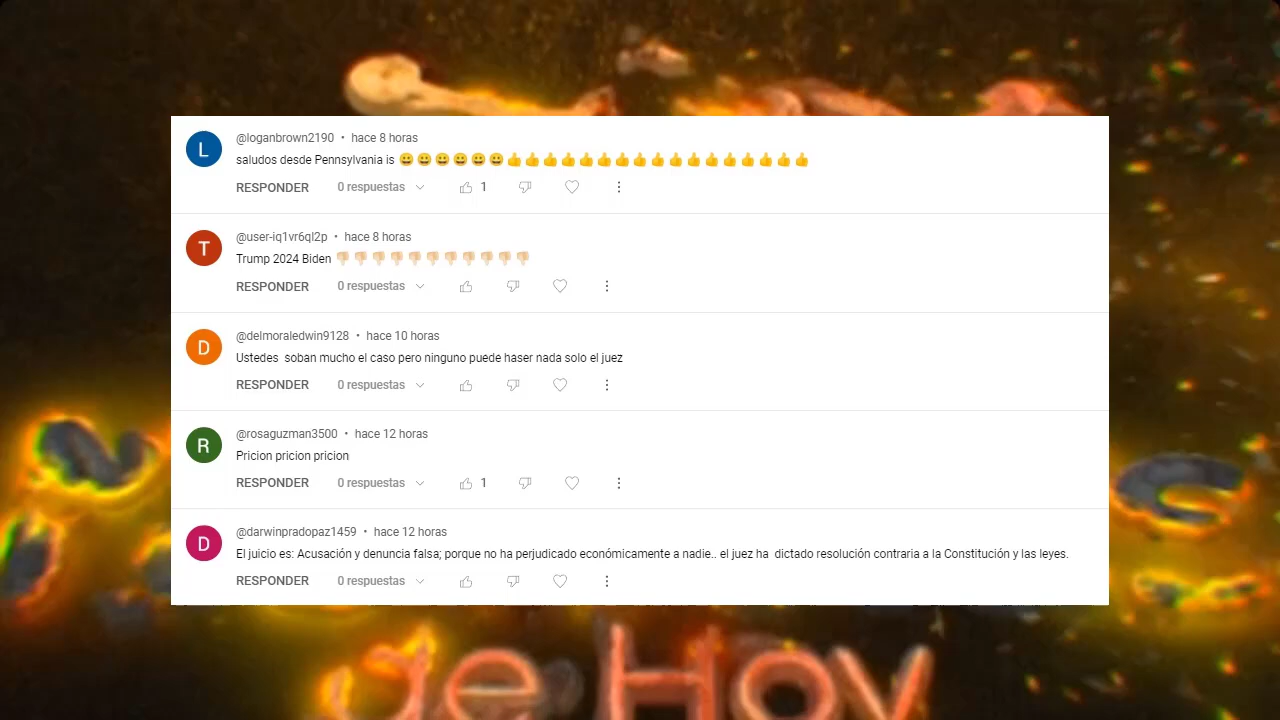 L
@loganbrown2190 • hace 8 horas
saludos desde Pennsylvania is 😀😀😀😀😀😀👍👍👍👍👍👍👍👍👍👍👍👍👍👍👍👍👍
RESPONDER 0 respuestas 1
T
@user-iq1vr6ql2p • hace 8 horas
Trump 2024 Biden 👎🏻👎🏻👎🏻👎🏻👎🏻👎🏻👎🏻👎🏻👎🏻👎🏻👎🏻
RESPONDER 0 respuestas
D
@delmoraledwin9128 • hace 10 horas
Ustedes  soban mucho el caso pero ninguno puede haser nada solo el juez
RESPONDER 0 respuestas
R
@rosaguzman3500 • hace 12 horas
Pricion pricion pricion
RESPONDER 0 respuestas 1
D
@darwinpradopaz1459 • hace 12 horas
El juicio es: Acusación y denuncia falsa; porque no ha perjudicado económicamente a nadie.. el juez ha  dictado resolución contraria a la Constitución y las leyes.
RESPONDER 0 respuestas
de Hoy